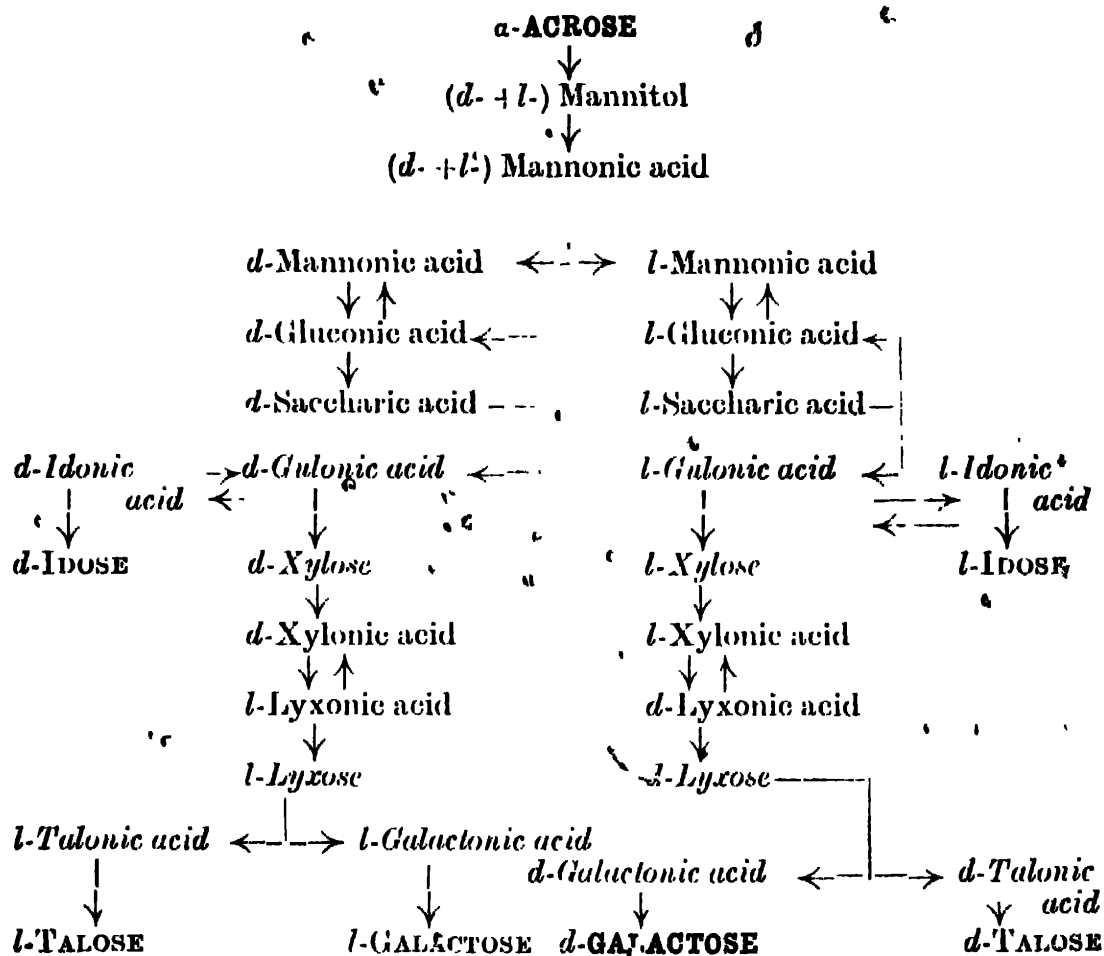 α-ACROSE
(d- + l-) Mannitol
(d- + l-) Mannonic acid
d-Mannonic acid l-Mannonic acid
d-Gluconic acid l-Gluconic acid
d-Saccharic acid l-Saccharic acid
d-Idonic d-Gulonic acid l-Gulonic acid l-Idonic
acid acid
d-IDOSE d-Xylose l-Xylose l-IDOSE
d-Xylonic acid l-Xylonic acid
l-Lyxonic acid d-Lyxonic acid
l-Lyxose l-Lyxose
l-Talonic acid l-Galactonic acid
d-Galactonic acid d-Talonic
acid
l-TALOSE l-GALACTOSE d-GALACTOSE d-TALOSE